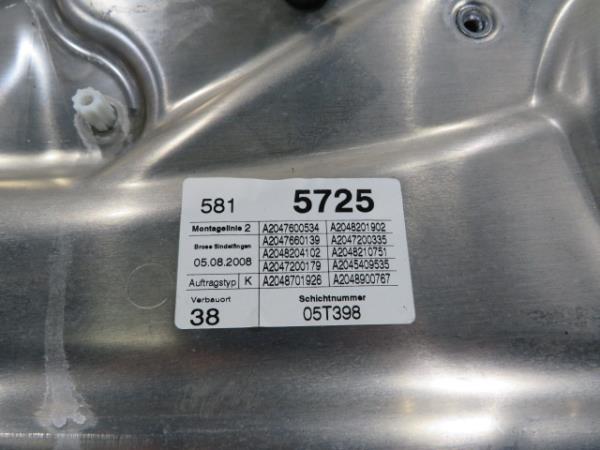 581 5725
Montagelinie 2 A2047600534 A2048201902
Brose Sindelfingen A2047660139 A2047200335
05.08.2008 A2048204102 A2048210751
A2047200179 A2045409535
Auftragstyp K A2048701926 A2048900767
Verbauort Schichtnummer
38 05T398